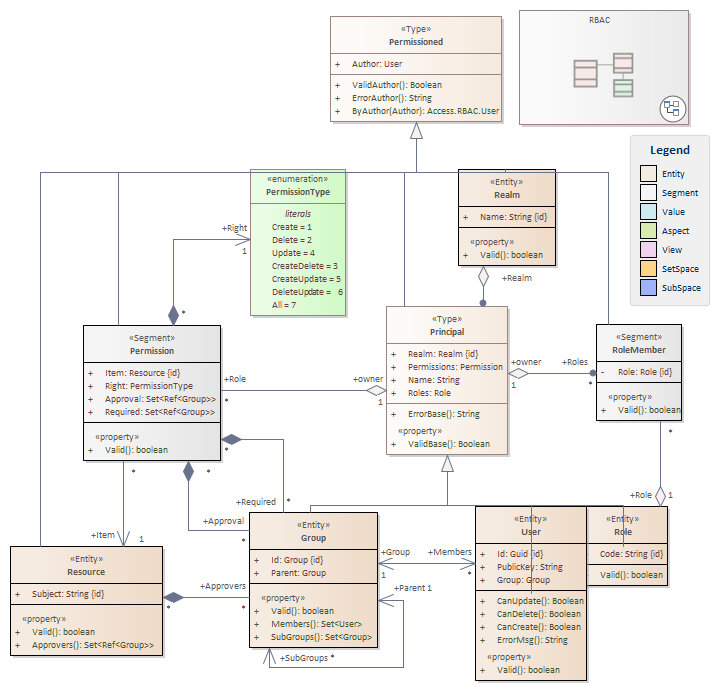 «Type»
Permissioned
+ Author: User
+ ValidAuthor(): Boolean
+ ErrorAuthor(): String
+ ByAuthor(Author): Access.RBAC.User
RBAC
Legend
Entity
Segment
Value
Aspect
View
SetSpace
SubSpace
«enumeration»
PermissionType
literals
Create = 1
Delete = 2
Update = 4
CreateDelete = 3
CreateUpdate = 5
DeleteUpdate = 6
All = 7
+Right
1
*
«Entity»
Realm
+ Name: String {id}
«property»
+ Valid(): boolean
+Realm
«Segment»
Permission
+ Item: Resource {id}
+ Right: PermissionType
+ Approval: Set<Ref<Group>>
+ Required: Set<Ref<Group>>
«property»
+ Valid(): boolean
+Role
*
+owner
1
«Type»
Principal
+ Realm: Realm {id}
+ Permissions: Permission
+ Name: String
+ Roles: Role
+ ErrorBase(): String
«property»
+ ValidBase(): Boolean
+owner
1
+Roles
*
«Segment»
RoleMember
- Role: Role {id}
«property»
+ Valid(): boolean
*
+Role
1
*
*
*
+Required
*
+Approval
*
+Item
1
«Entity»
Resource
+ Subject: String {id}
«property»
+ Valid(): boolean
+ Approvers(): Set<Ref<Group>>
+Approvers
*
*
«Entity»
Group
+ Id: Group {id}
+ Parent: Group
«property»
+ Valid(): boolean
+ Members(): Set<User>
+ SubGroups(): Set<Group>
+Group
1
+Members
*
+Parent 1
+SubGroups *
«Entity»
User
+ Id: Guid {id}
+ PublicKey: String
+ Group: Group
+ CanUpdate(): Boolean
+ CanDelete(): Boolean
+ CanCreate(): Boolean
+ ErrorMsg(): String
«property»
+ Valid(): boolean
«Entity»
Role
Code: String {id}
Valid(): boolean